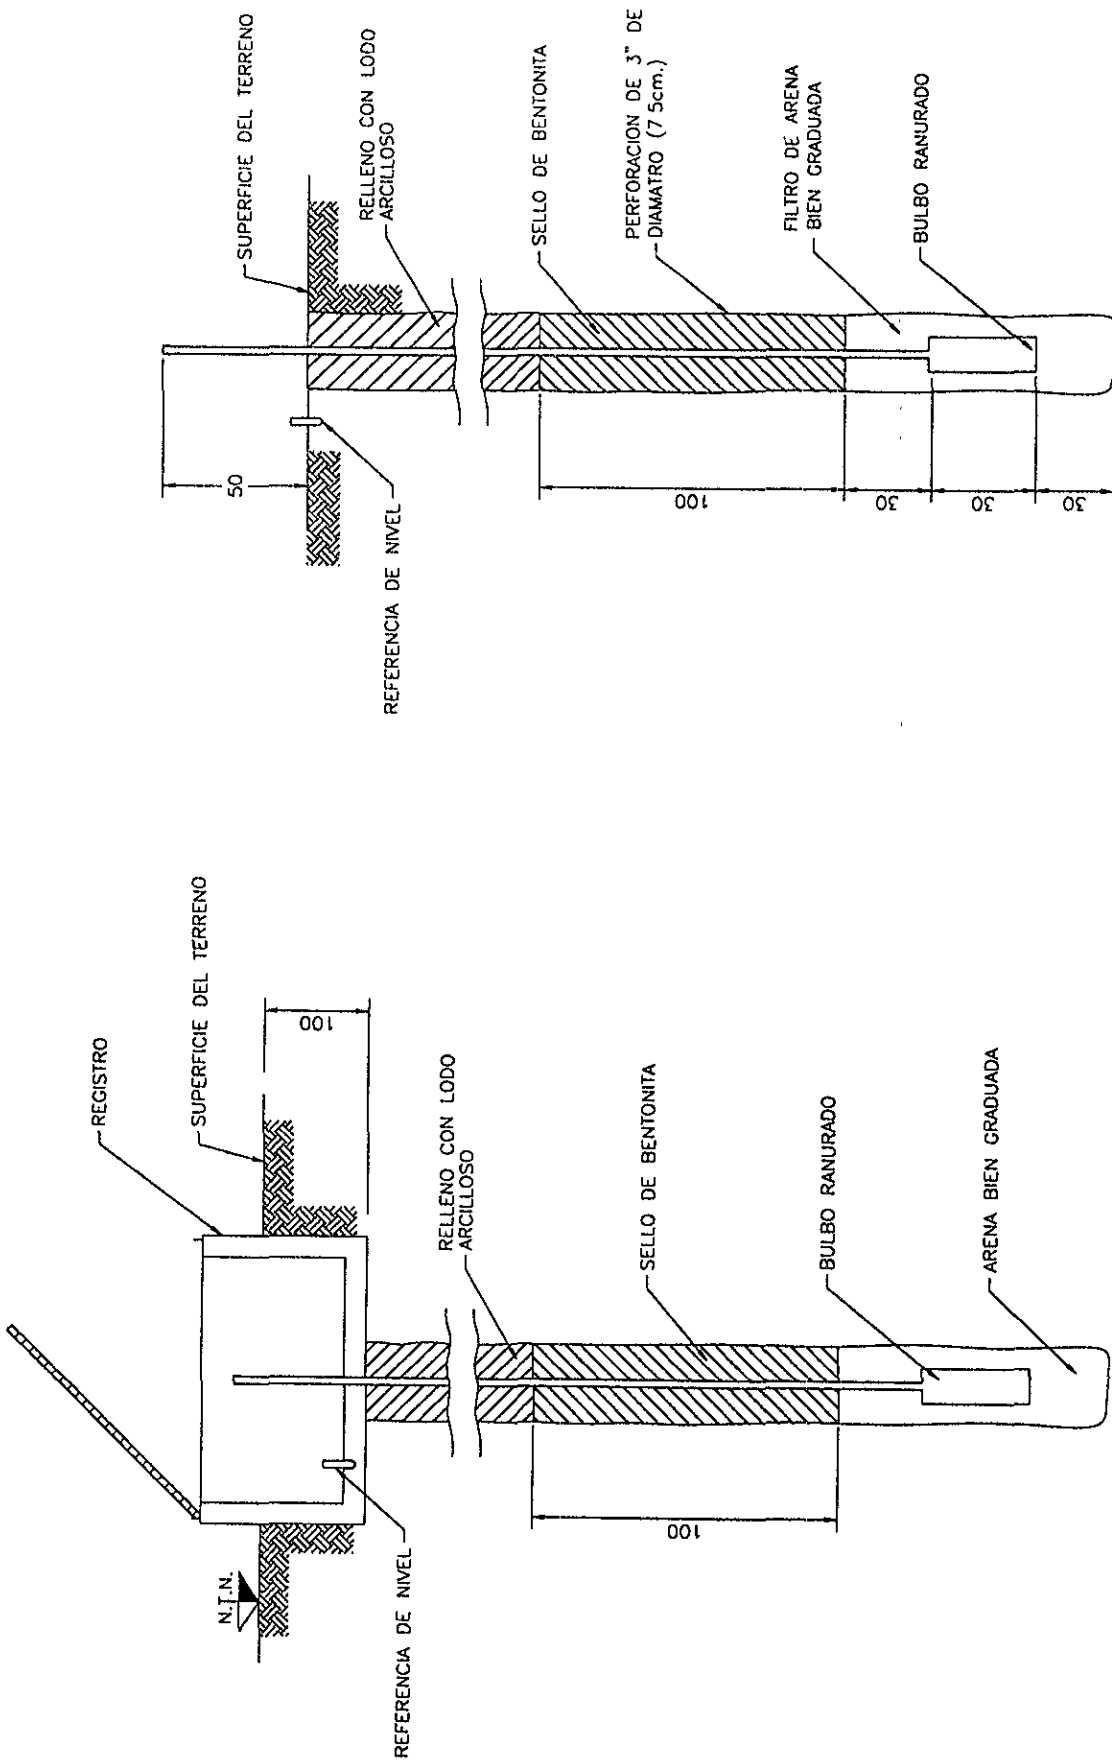 REGISTRO
SUPERFICIE DEL TERRENO
N.T.N.
100
REFERENCIA DE NIVEL
RELLENO CON LODO
ARCILLOSO
SELLO DE BENTONITA
100
BULBO RANURADO
ARENA BIEN GRADUADA
SUPERFICIE DEL TERRENO
50
RELLENO CON LODO
ARCILLOSO
REFERENCIA DE NIVEL
SELLO DE BENTONITA
100
PERFORACION DE 3" DE
DIAMATRO (7 5cm.)
FILTRO DE ARENA
BIEN GRADUADA
30
BULBO RANURADO
30
30